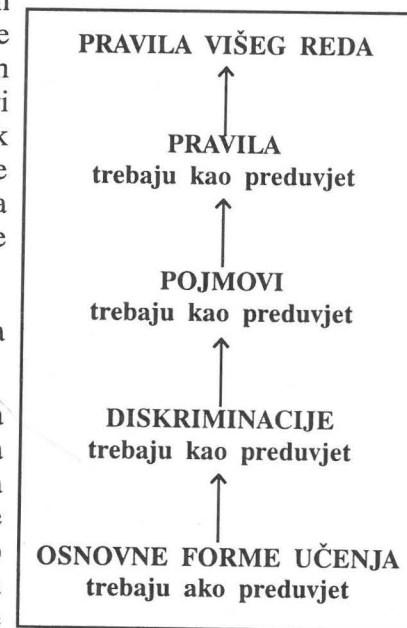 PRAVILA VIŠEG REDA
PRAVILA
trebaju kao preduvjet
POJMOVI
trebaju kao preduvjet
DISKRIMINACIJE
trebaju kao preduvjet
OSNOVNE FORME UČENJA
trebaju ako preduvjet